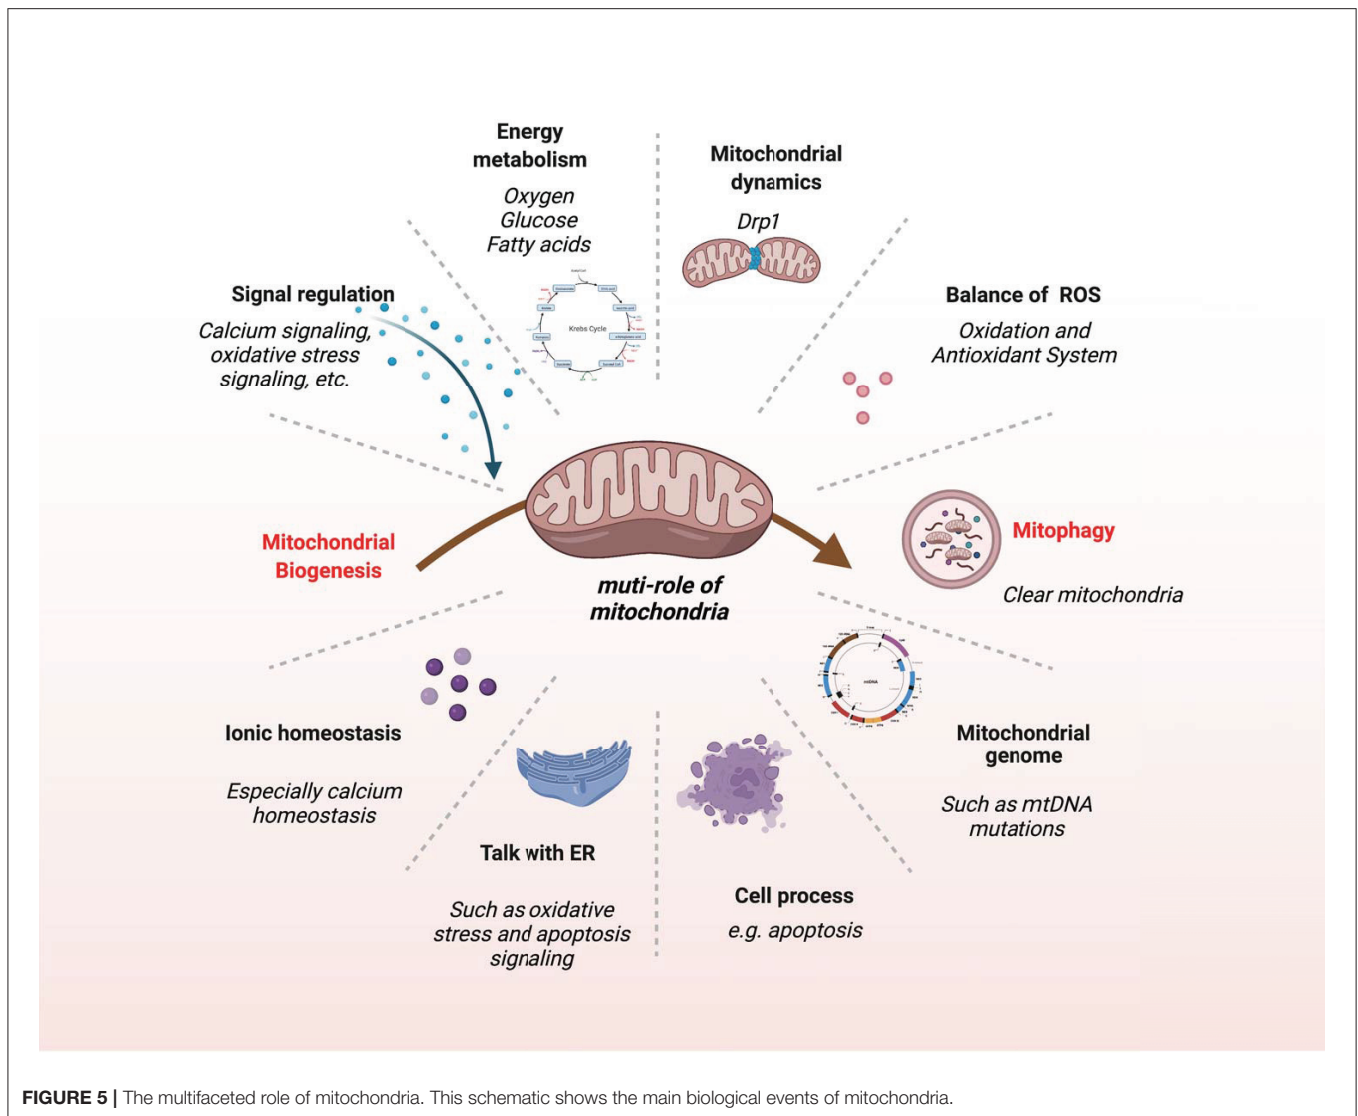 Energy
metabolism
Oxygen
Glucose
Fatty acids
Krebs Cycle
Mitochondrial
dynamics
Drp1
Signal regulation
Calcium signaling,
oxidative stress
signaling, etc.
Balance of ROS
Oxidation and
Antioxidant System
Mitochondrial
Biogenesis
muti-role of
mitochondria
Mitophagy
Clear mitochondria
mtDNA
Ionic homeostasis
Especially calcium
homeostasis
Mitochondrial
genome
Such as mtDNA
mutations
Talk with ER
Such as oxidative
stress and apoptosis
signaling
Cell process
e.g. apoptosis
FIGURE 5 | The multifaceted role of mitochondria. This schematic shows the main biological events of mitochondria.